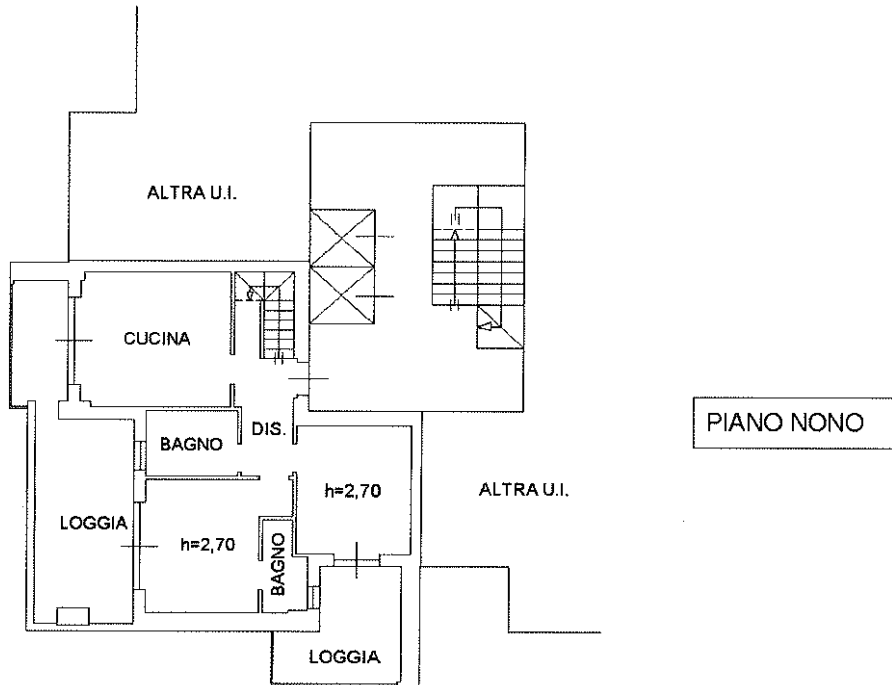 ALTRA U.I.
CUCINA
DIS.
BAGNO
PIANO NONO
h=2,70
ALTRA U.I.
LOGGIA
h=2,70
BAGNO
LOGGIA